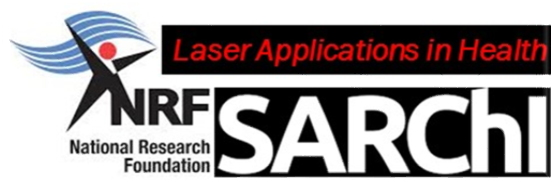 Laser Applications in Health
NRF
SARChI
National Research
Foundation